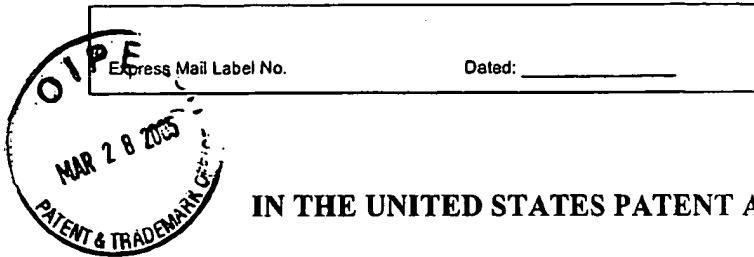 Express Mail Label No. Dated:
OIPE
MAR 2 8 2005
PATENT & TRADEMARK
IN THE UNITED STATES PATENT A